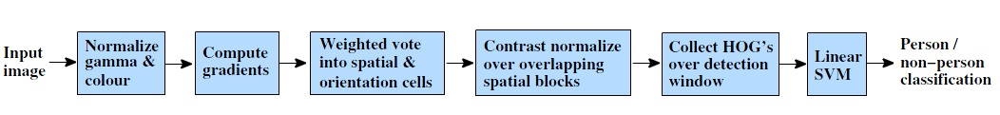 Input
image
Normalize
gamma &
colour
Compute
gradients
Weighted vote
into spatial &
orientation cells
Contrast normalize
over overlapping
spatial blocks
Collect HOG's
over detection
window
Linear
SVM
Person /
non−person
classification